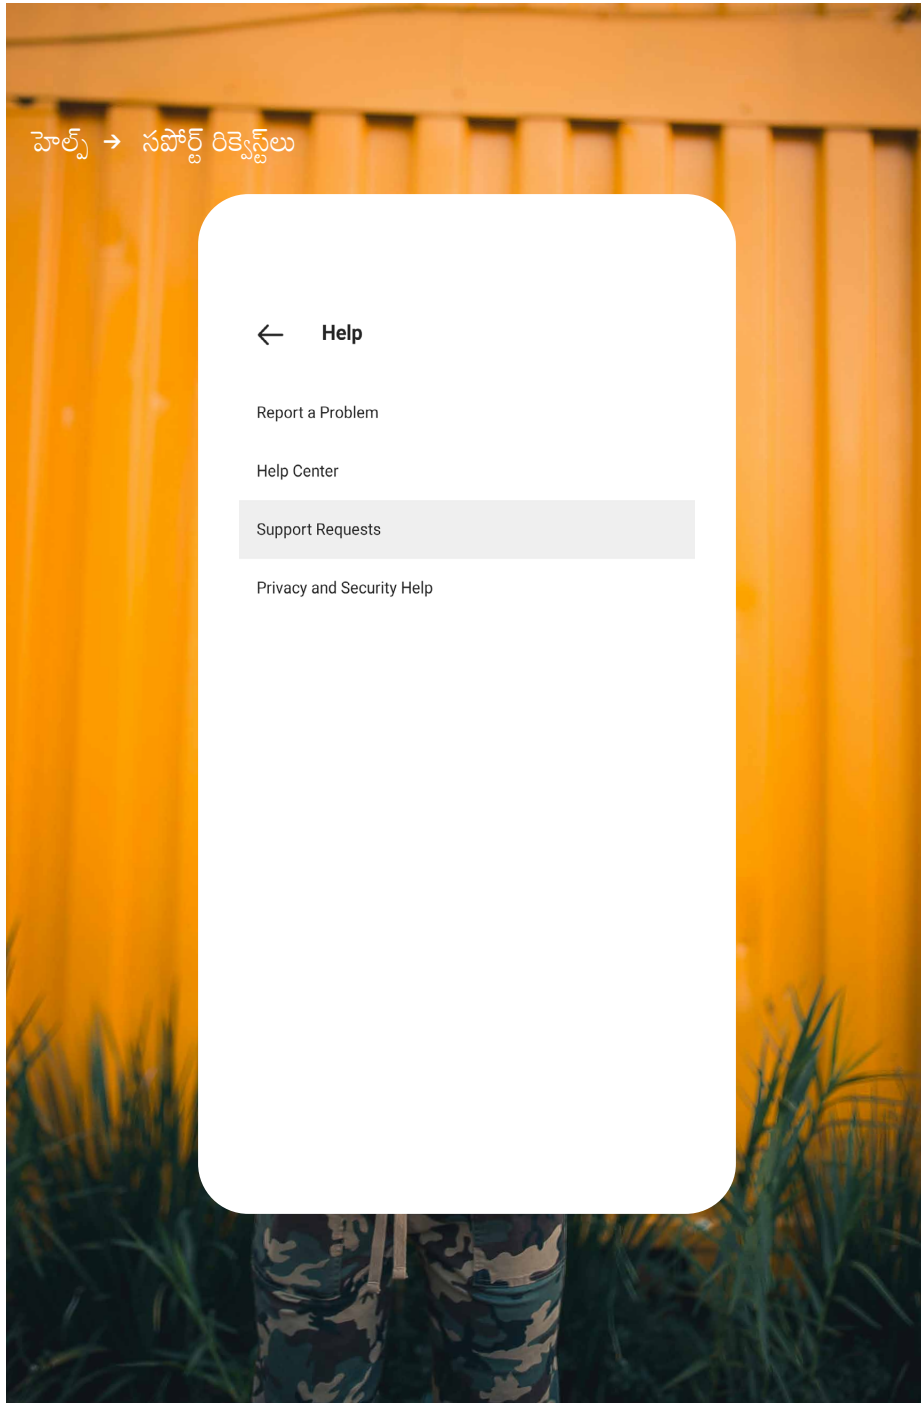 హెల్ప్ → సపోర్ట్ రిక్వెస్ట్‌లు
← Help
Report a Problem
Help Center
Support Requests
Privacy and Security Help